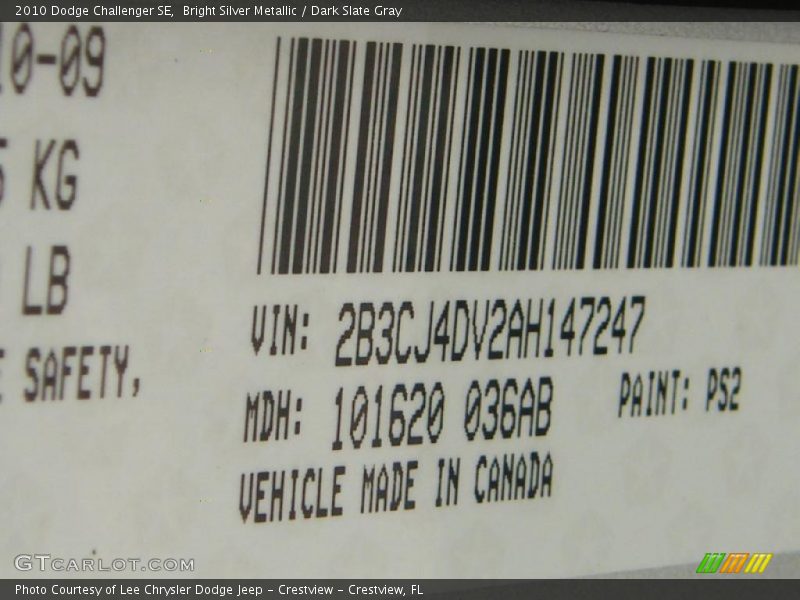 2010 Dodge Challenger SE,  Bright Silver Metallic / Dark Slate Gray
10-09
KG
LB
SAFETY,
VIN: 2B3CJ4DV2AH147247
MDH: 101620 036AB PAINT: PS2
VEHICLE MADE IN CANADA
GTCARLOT.COM
Photo Courtesy of Lee Chrysler Dodge Jeep - Crestview - Crestview, FL